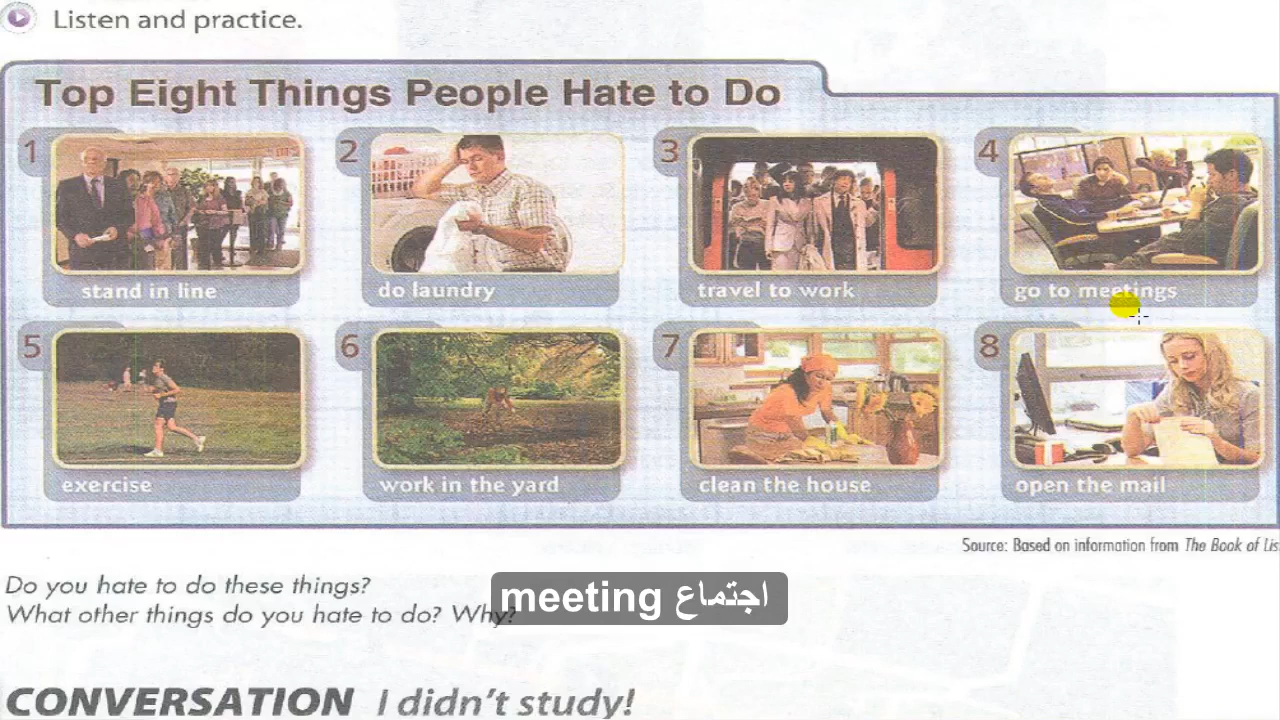 Listen and practice.
Top Eight Things People Hate to Do
1
stand in line
2
do laundry
3
travel to work
4
go to meetings
5
exercise
6
work in the yard
7
clean the house
8
open the mail
Source: Based on information from The Book of Lis
Do you hate to do these things?
What other things do you hate to do? Why?
meeting اجتماع
CONVERSATION I didn't study!